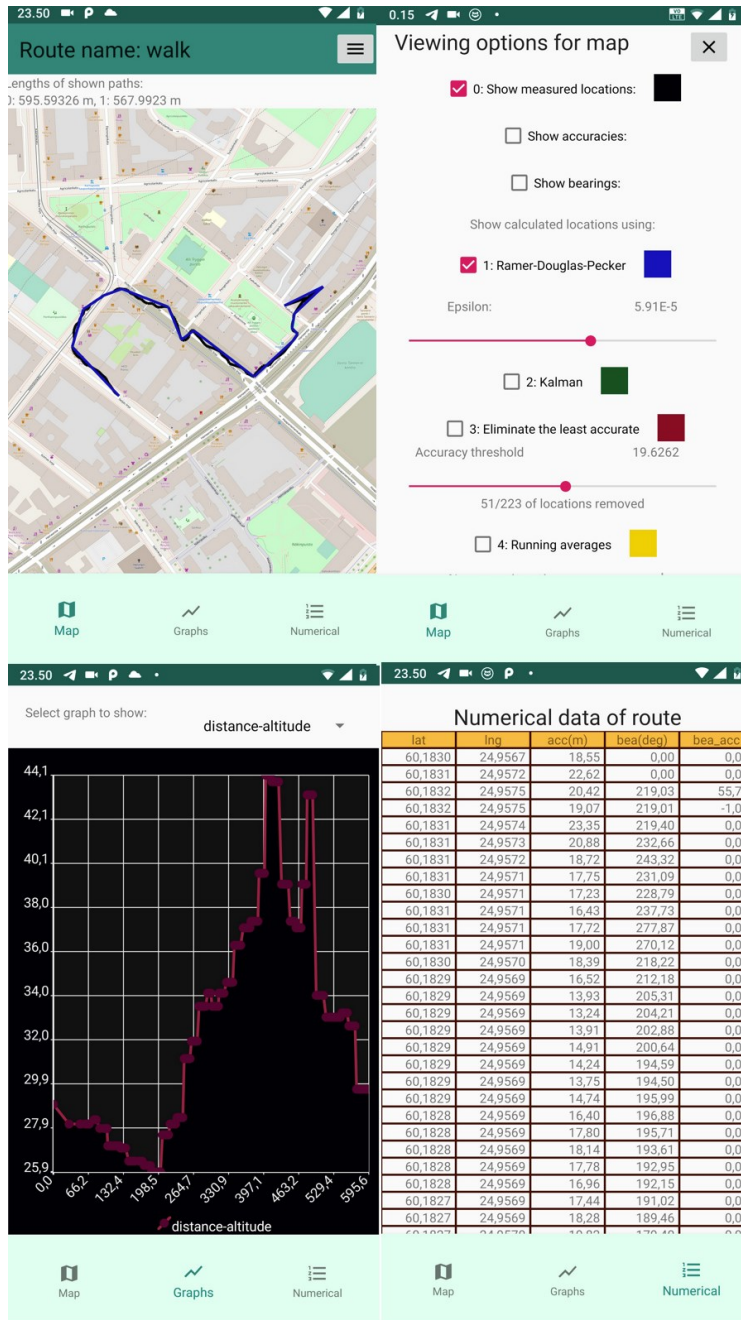 23.50
Route name: walk
Lengths of shown paths:
0: 595.59326 m, 1: 567.9923 m
Map
Graphs
Numerical
0.15
VO
LTE
Viewing options for map
0: Show measured locations:
Show accuracies:
Show bearings:
Show calculated locations using:
1: Ramer-Douglas-Pecker
Epsilon: 5.91E-5
2: Kalman
3: Eliminate the least accurate
Accuracy threshold 19.6262
51/223 of locations removed
4: Running averages
Map
Graphs
Numerical
23.50
Select graph to show:
distance-altitude
44,1
42,1
40,1
38,0
36,0
34,0
32,0
29,9
27,9
25,9
0,0 66,2 132,4 198,5 264,7 330,9 397,1 463,2 529,4 595,6
distance-altitude
Map
Graphs
Numerical
23.50
Numerical data of route
lat lng acc(m) bea(deg) bea_acc
60,1830 24,9567 18,55 0,00 0,0
60,1831 24,9572 22,62 0,00 0,0
60,1832 24,9575 20,42 219,03 55,7
60,1832 24,9575 19,07 219,01 -1,0
60,1831 24,9574 23,35 219,40 0,0
60,1831 24,9573 20,88 232,66 0,0
60,1831 24,9572 18,72 243,32 0,0
60,1831 24,9571 17,75 231,09 0,0
60,1830 24,9571 17,23 228,79 0,0
60,1831 24,9571 16,43 237,73 0,0
60,1831 24,9571 17,72 277,87 0,0
60,1831 24,9571 19,00 270,12 0,0
60,1830 24,9570 18,39 218,22 0,0
60,1829 24,9569 16,52 212,18 0,0
60,1829 24,9569 13,93 205,31 0,0
60,1829 24,9569 13,24 204,21 0,0
60,1829 24,9569 13,91 202,88 0,0
60,1829 24,9569 14,91 200,64 0,0
60,1829 24,9569 14,24 194,59 0,0
60,1829 24,9569 13,75 194,50 0,0
60,1829 24,9569 14,74 195,99 0,0
60,1828 24,9569 16,40 196,88 0,0
60,1828 24,9569 17,80 195,71 0,0
60,1828 24,9569 18,14 193,61 0,0
60,1828 24,9569 17,78 192,95 0,0
60,1828 24,9569 16,96 192,15 0,0
60,1827 24,9569 17,44 191,02 0,0
60,1827 24,9569 18,28 189,46 0,0
Map
Graphs
Numerical